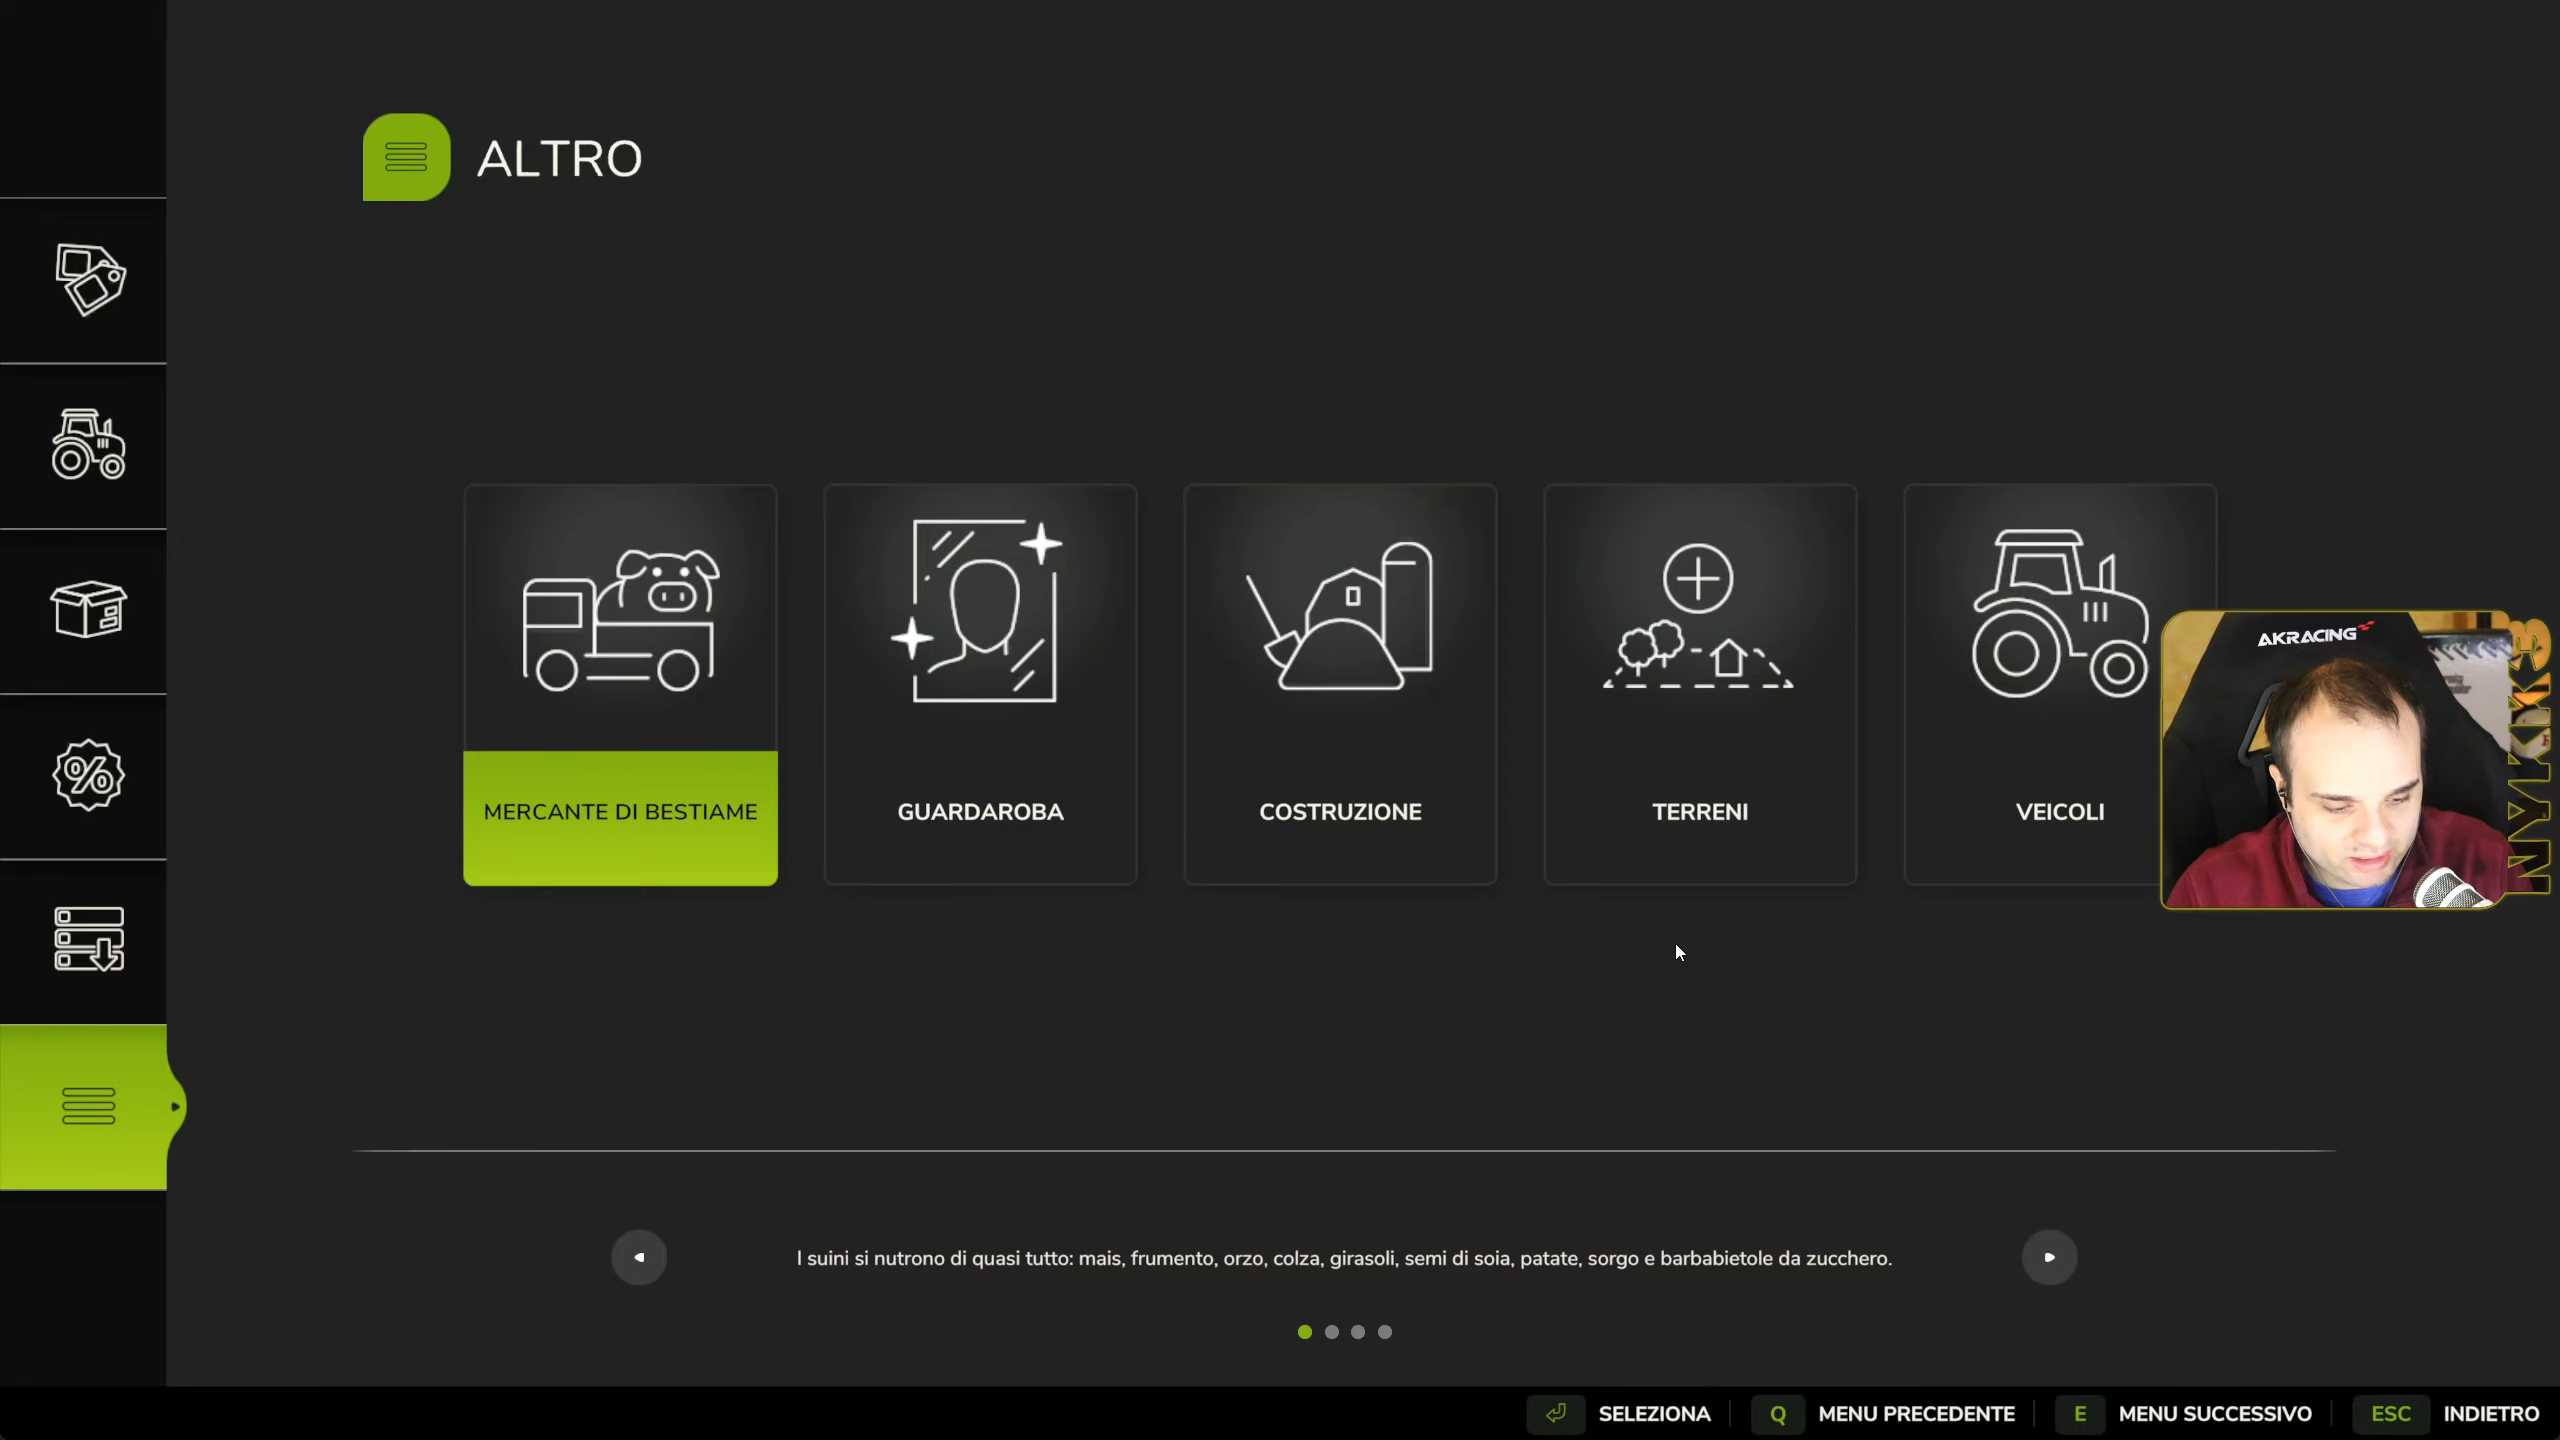 ALTRO
MERCANTE DI BESTIAME
GUARDAROBA
COSTRUZIONE
TERRENI
VEICOLI
AKRACING
NYKK3
I suini si nutrono di quasi tutto: mais, frumento, orzo, colza, girasoli, semi di soia, patate, sorgo e barbabietole da zucchero.
SELEZIONA
Q MENU PRECEDENTE
E MENU SUCCESSIVO
ESC INDIETRO